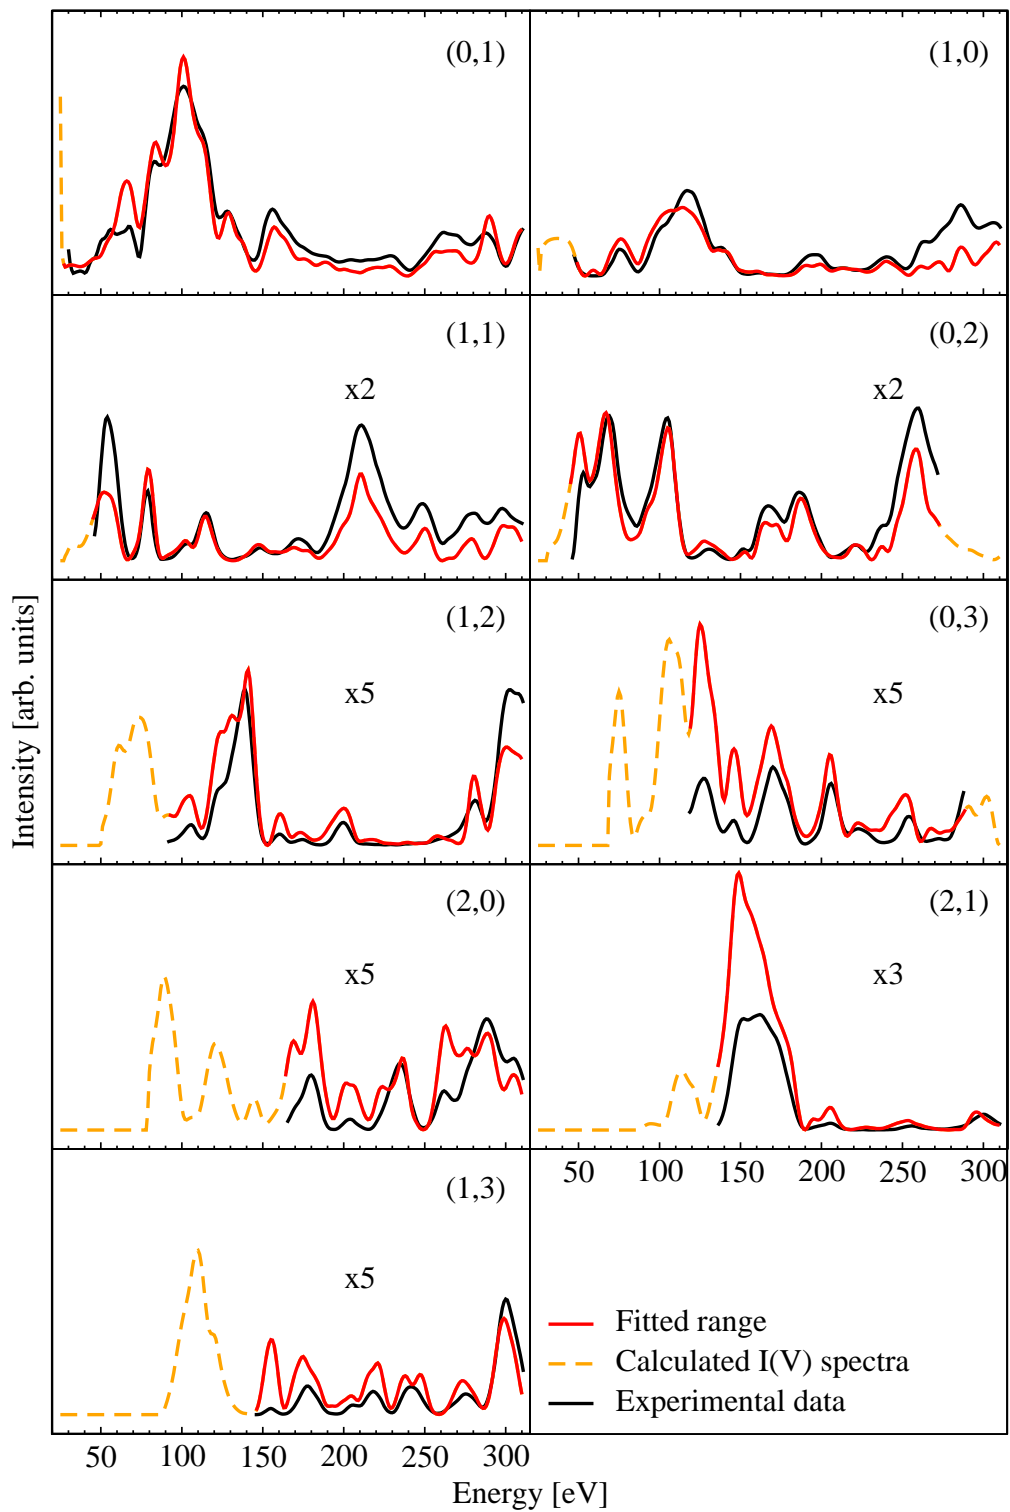 (0,1)
(1,0)
(1,1)
(0,2)
x2
x2
(1,2)
(0,3)
x5
x5
Intensity [arb. units]
(2,0)
(2,1)
x5
x3
50 100 150 200 250 300
(1,3)
x5
Fitted range
Calculated I(V) spectra
Experimental data
50 100 150 200 250 300
Energy [eV]